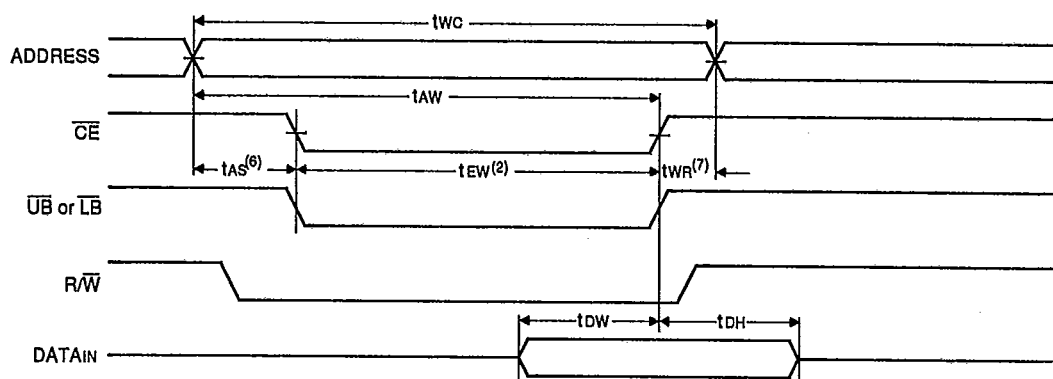 tWC
ADDRESS
tAW
CE
tAS(6)
tEW(2)
tWR(7)
UB or LB
R/W
tDW
tDH
DATAIN